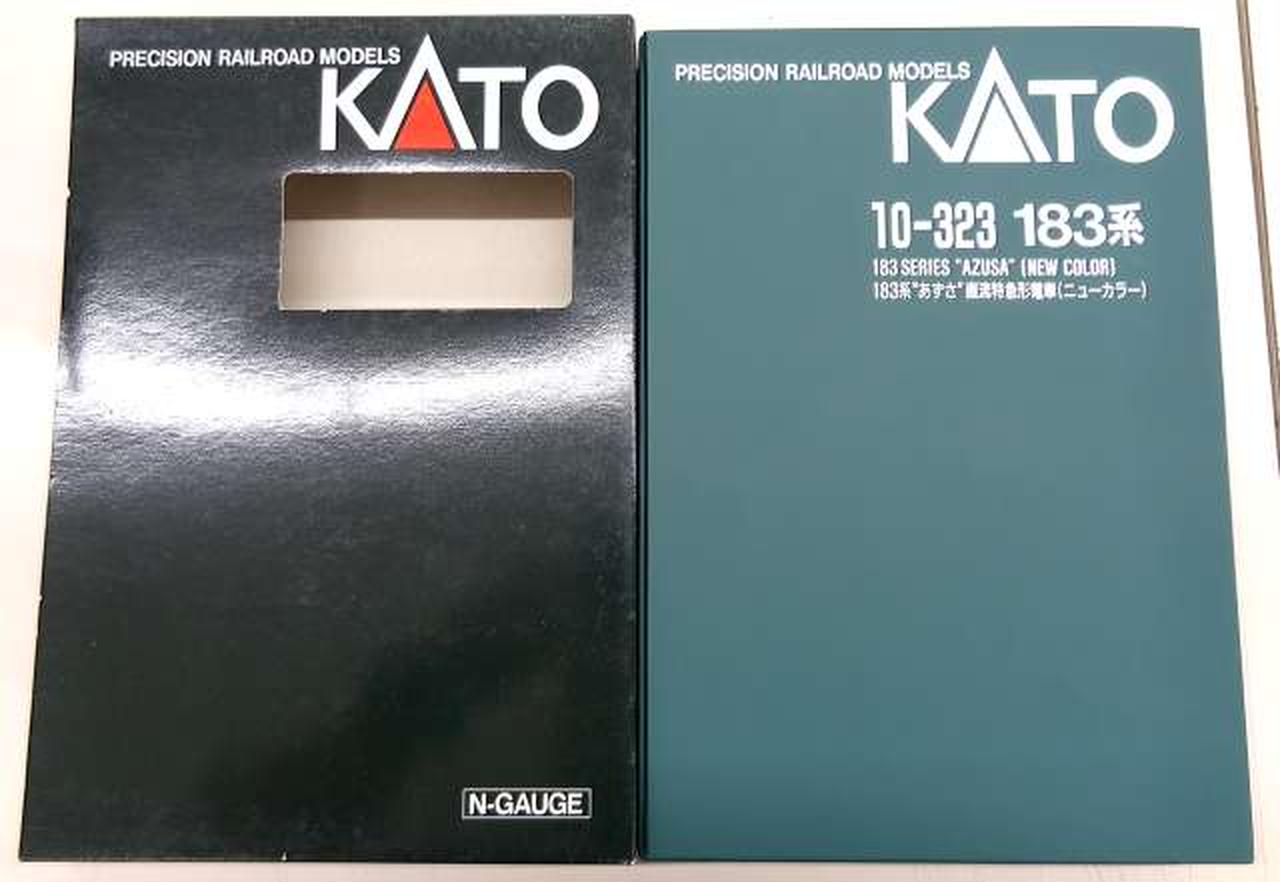 PRECISION RAILROAD MODELS
KATO
N-GAUGE
PRECISION RAILROAD MODELS
KATO
10-323 183系
183 SERIES "AZUSA" (NEW COLOR)
183系"あずさ"直流特急形電車(ニューカラー)